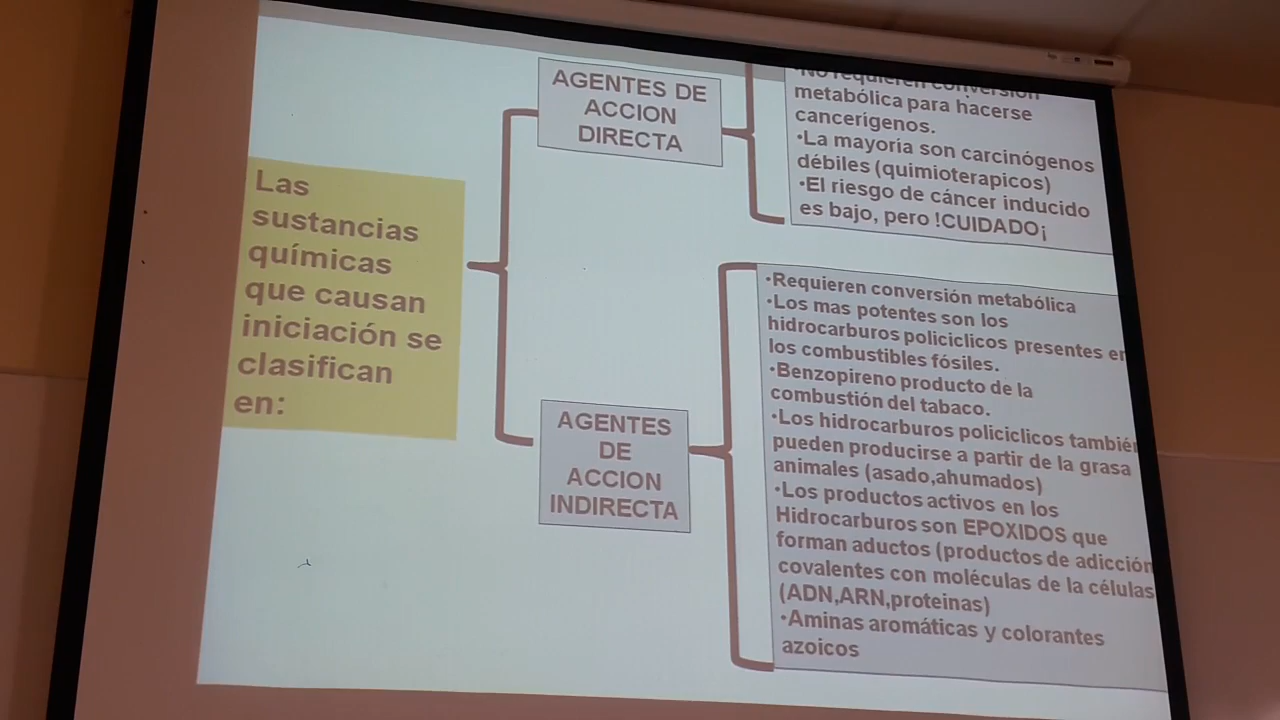 Las
sustancias
químicas
que causan
iniciación se
clasifican
en:
AGENTES DE
ACCION
DIRECTA
•No requieren conversión
metabólica para hacerse
cancerígenos.
•La mayoría son carcinógenos
débiles (quimioterapicos)
•El riesgo de cáncer inducido
es bajo, pero !CUIDADO¡
AGENTES
DE
ACCION
INDIRECTA
•Requieren conversión metabólica
•Los mas potentes son los
hidrocarburos policiclicos presentes en
los combustibles fósiles.
•Benzopireno producto de la
combustión del tabaco.
•Los hidrocarburos policiclicos también
pueden producirse a partir de la grasa
animales (asado,ahumados)
•Los productos activos en los
Hidrocarburos son EPOXIDOS que
forman aductos (productos de adicción
covalentes con moléculas de la células
(ADN,ARN,proteinas)
•Aminas aromáticas y colorantes
azoicos